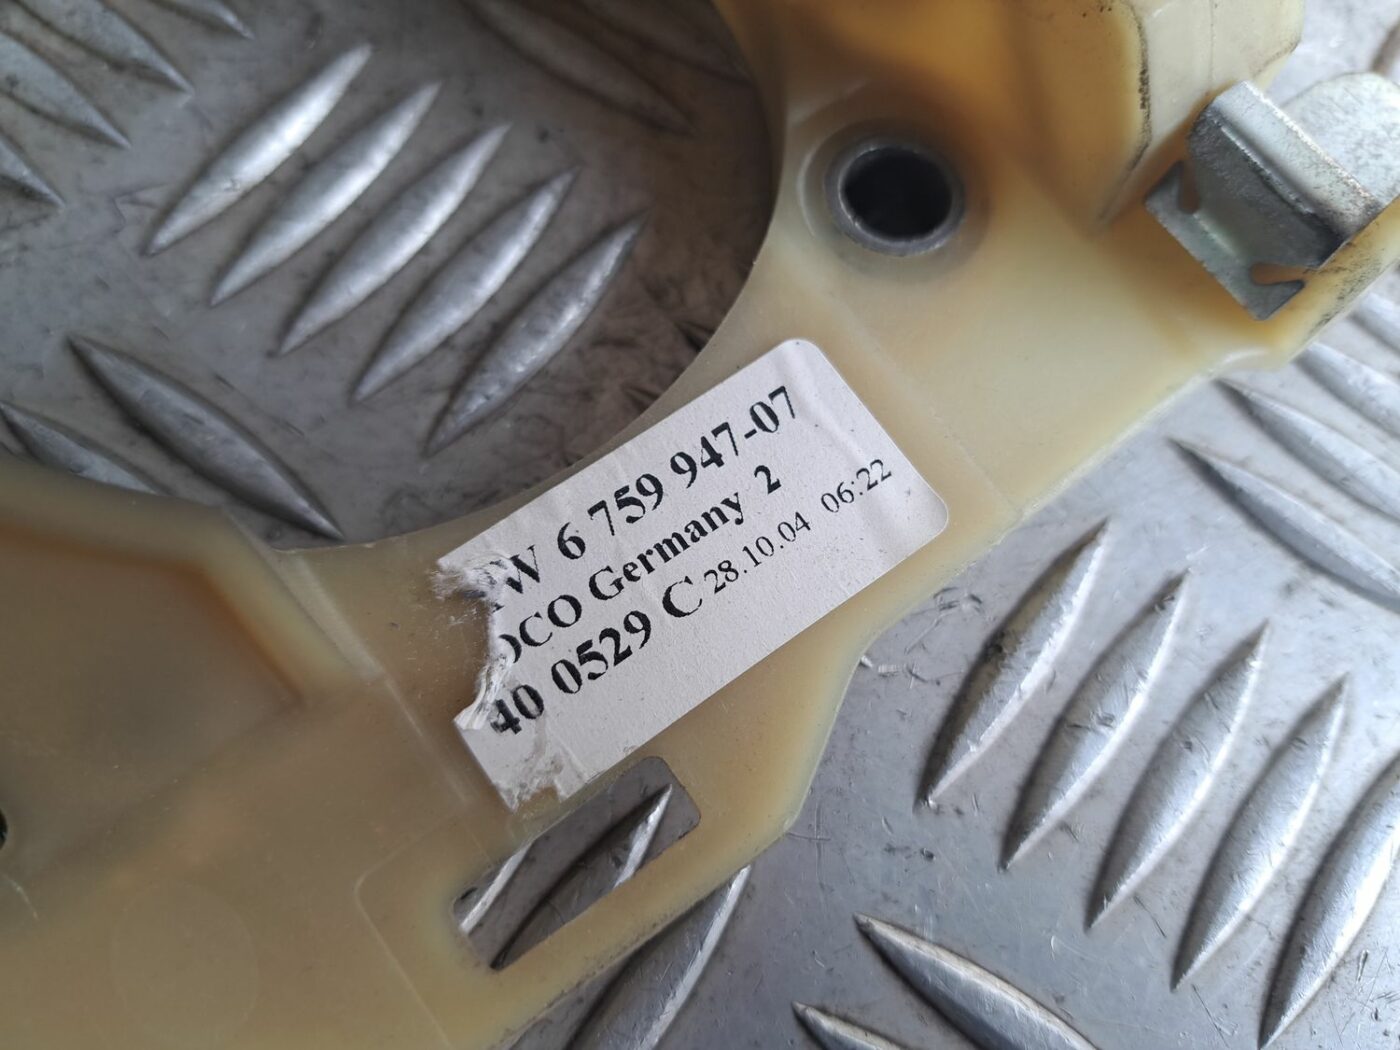 W 6 759 947-07
OCO Germany 2
40 0529 C 28.10.04 06:22